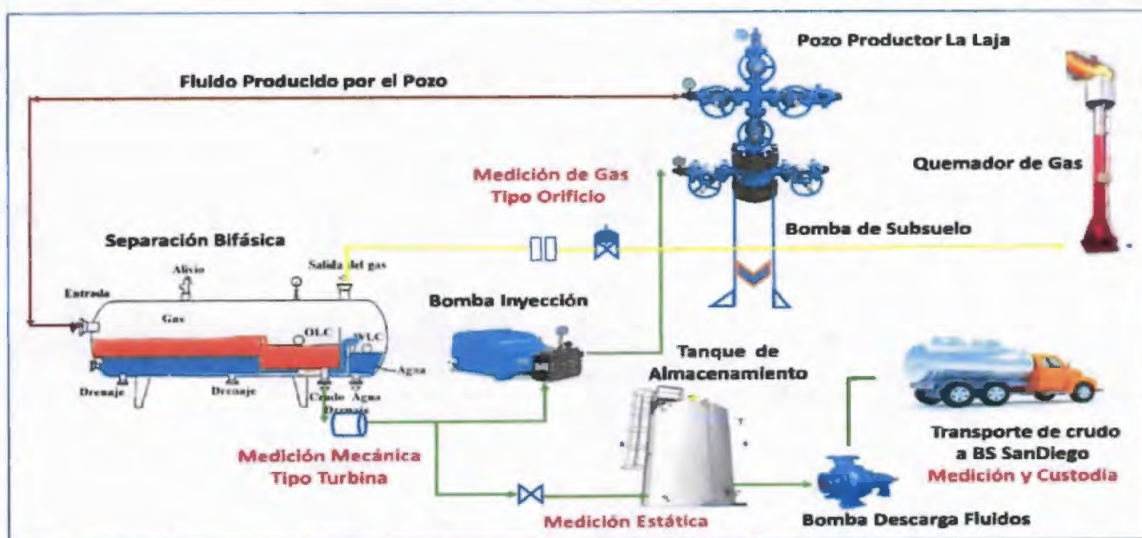 Pozo Productor La Laja
Fluido Producido por el Pozo
Quemador de Gas
Medición de Gas
Tipo Orificio
Bomba de Subsuelo
Separación Bifásica
Alivio
Salida del gas
Entrada
Gas
OLC
WLC
Bomba Inyección
Tanque de
Almacenamiento
Agua
Drenaje
Drenaje
Crudo
Agua
Drenaje
Medición Mecánica
Tipo Turbina
Transporte de crudo
a BS SanDiego
Medición y Custodia
Medición Estática
Bomba Descarga Fluidos